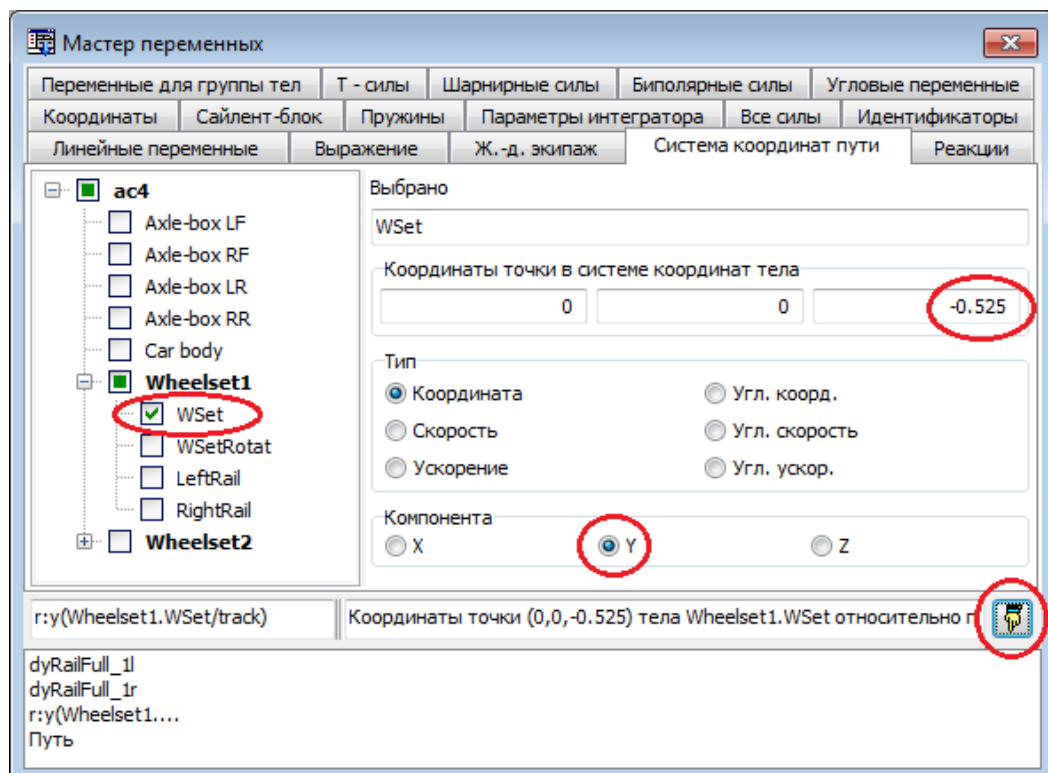 Мастер переменных
Переменные для группы тел Т - силы Шарнирные силы Биполярные силы Угловые переменные
Координаты Сайлент-блок Пружины Параметры интегратора Все силы Идентификаторы
Линейные переменные Выражение Ж.-д. экипаж Система координат пути Реакции
ac4
Axle-box LF
Axle-box RF
Axle-box LR
Axle-box RR
Car body
Wheelset1
WSet
WSetRotat
LeftRail
RightRail
Wheelset2
Выбрано
WSet
Координаты точки в системе координат тела
0 0 -0.525
Тип
Координата Угл. коорд.
Скорость Угл. скорость
Ускорение Угл. ускор.
Компонента
X Y Z
r:y(Wheelset1.WSet/track) Координаты точки (0,0,-0.525) тела Wheelset1.WSet относительно
dyRailFull_1l
dyRailFull_1r
r:y(Wheelset1....
Путь